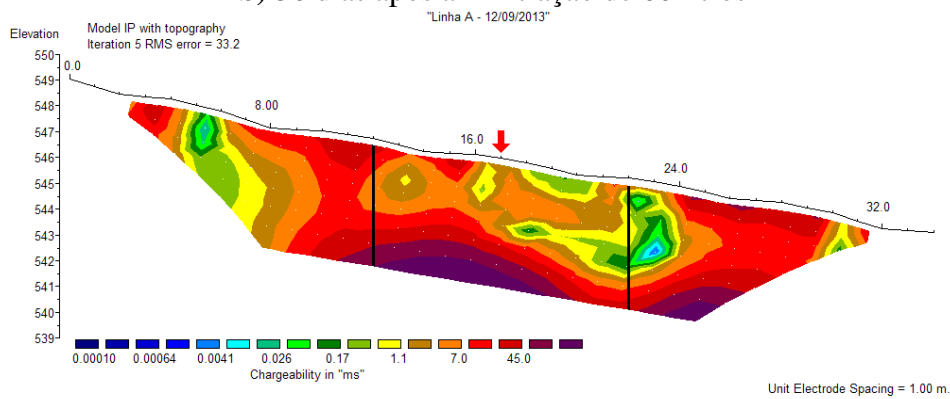 "Linha A - 12/09/2013"
Elevation
Model IP with topography
Iteration 5 RMS error = 33.2
550
549
548
547
546
545
544
543
542
541
540
539
0.0
8.00
16.0
24.0
32.0
0.00010 0.00064 0.0041 0.026 0.17 1.1 7.0 45.0
Chargeability in "ms"
Unit Electrode Spacing = 1.00 m.